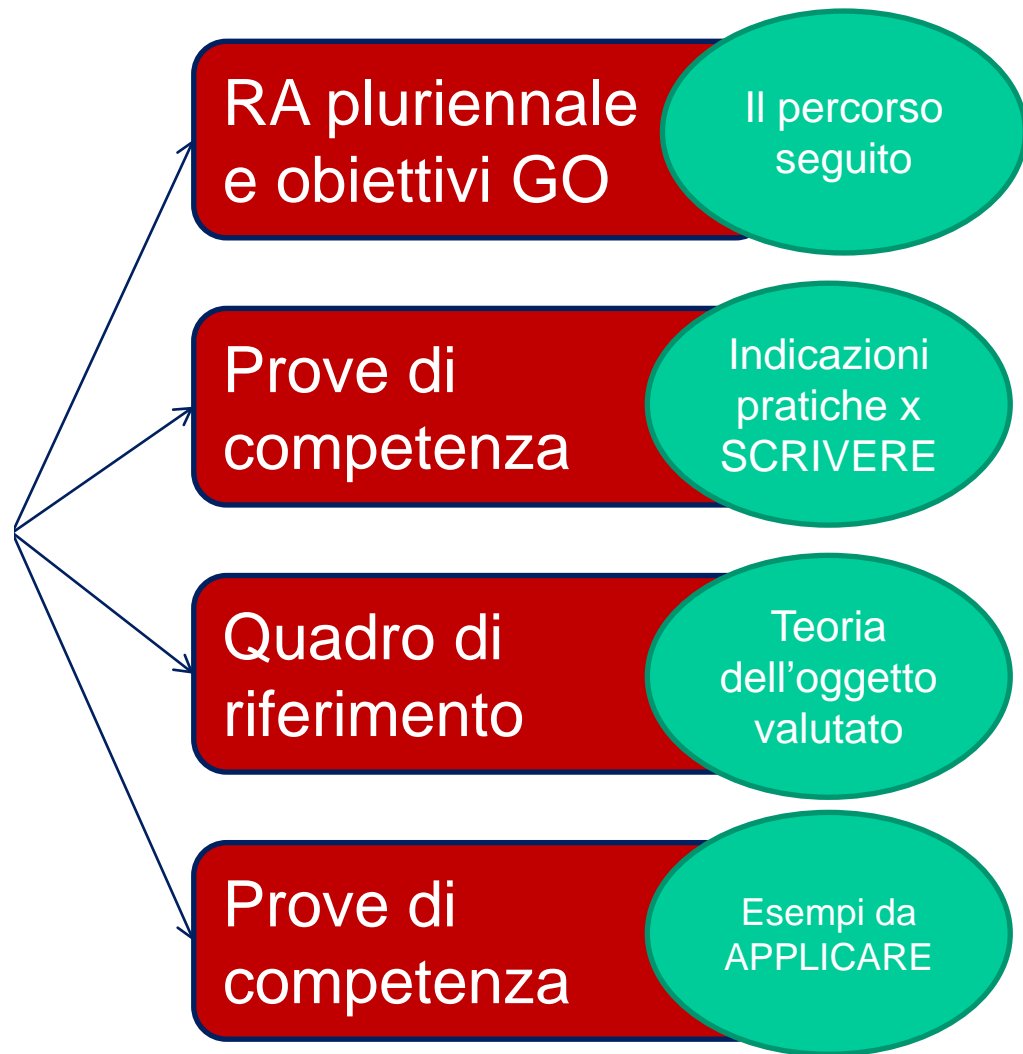 RA pluriennale
e obiettivi GO
Il percorso
seguito
Prove di
competenza
Indicazioni
pratiche x
SCRIVERE
Quadro di
riferimento
Teoria
dell’oggetto
valutato
Prove di
competenza
Esempi da
APPLICARE